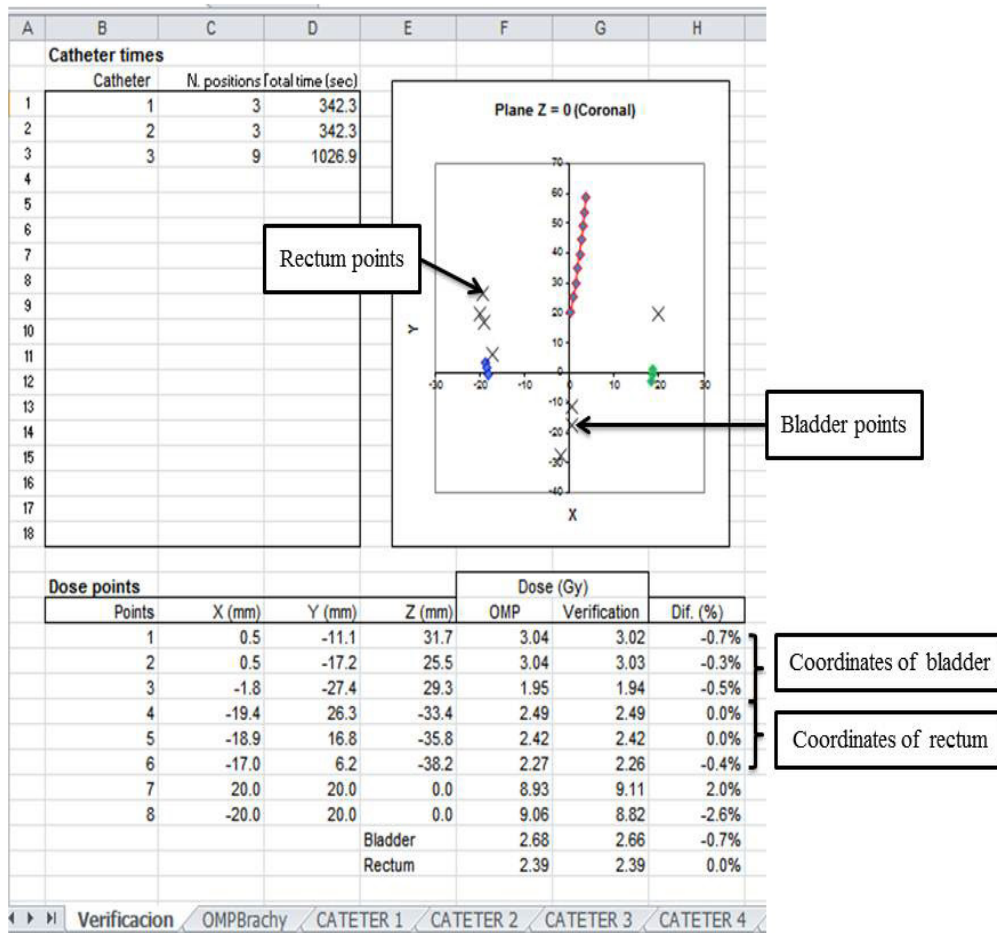 A B C D E F G H
Catheter times
Catheter N. positions Total time (sec)
1 1 3 342.3
2 2 3 342.3
3 3 9 1026.9
4
5
6
7
8
9
10
11
12
13
14
15
16
17
18
Plane Z = 0 (Coronal)
70
60
50
40
30
20
10
0
-10
-20
-30
-40
-30 -20 -10 0 10 20 30
Y
X
Rectum points
Bladder points
Dose points Dose (Gy)
Points X (mm) Y (mm) Z (mm) OMP Verification Dif. (%)
1 0.5 -11.1 31.7 3.04 3.02 -0.7%
2 0.5 -17.2 25.5 3.04 3.03 -0.3%
3 -1.8 -27.4 29.3 1.95 1.94 -0.5%
4 -19.4 26.3 -33.4 2.49 2.49 0.0%
5 -18.9 16.8 -35.8 2.42 2.42 0.0%
6 -17.0 6.2 -38.2 2.27 2.26 -0.4%
7 20.0 20.0 0.0 8.93 9.11 2.0%
8 -20.0 20.0 0.0 9.06 8.82 -2.6%
Bladder 2.68 2.66 -0.7%
Rectum 2.39 2.39 0.0%
Coordinates of bladder
Coordinates of rectum
Verificacion OMPBrachy CATETER 1 CATETER 2 CATETER 3 CATETER 4